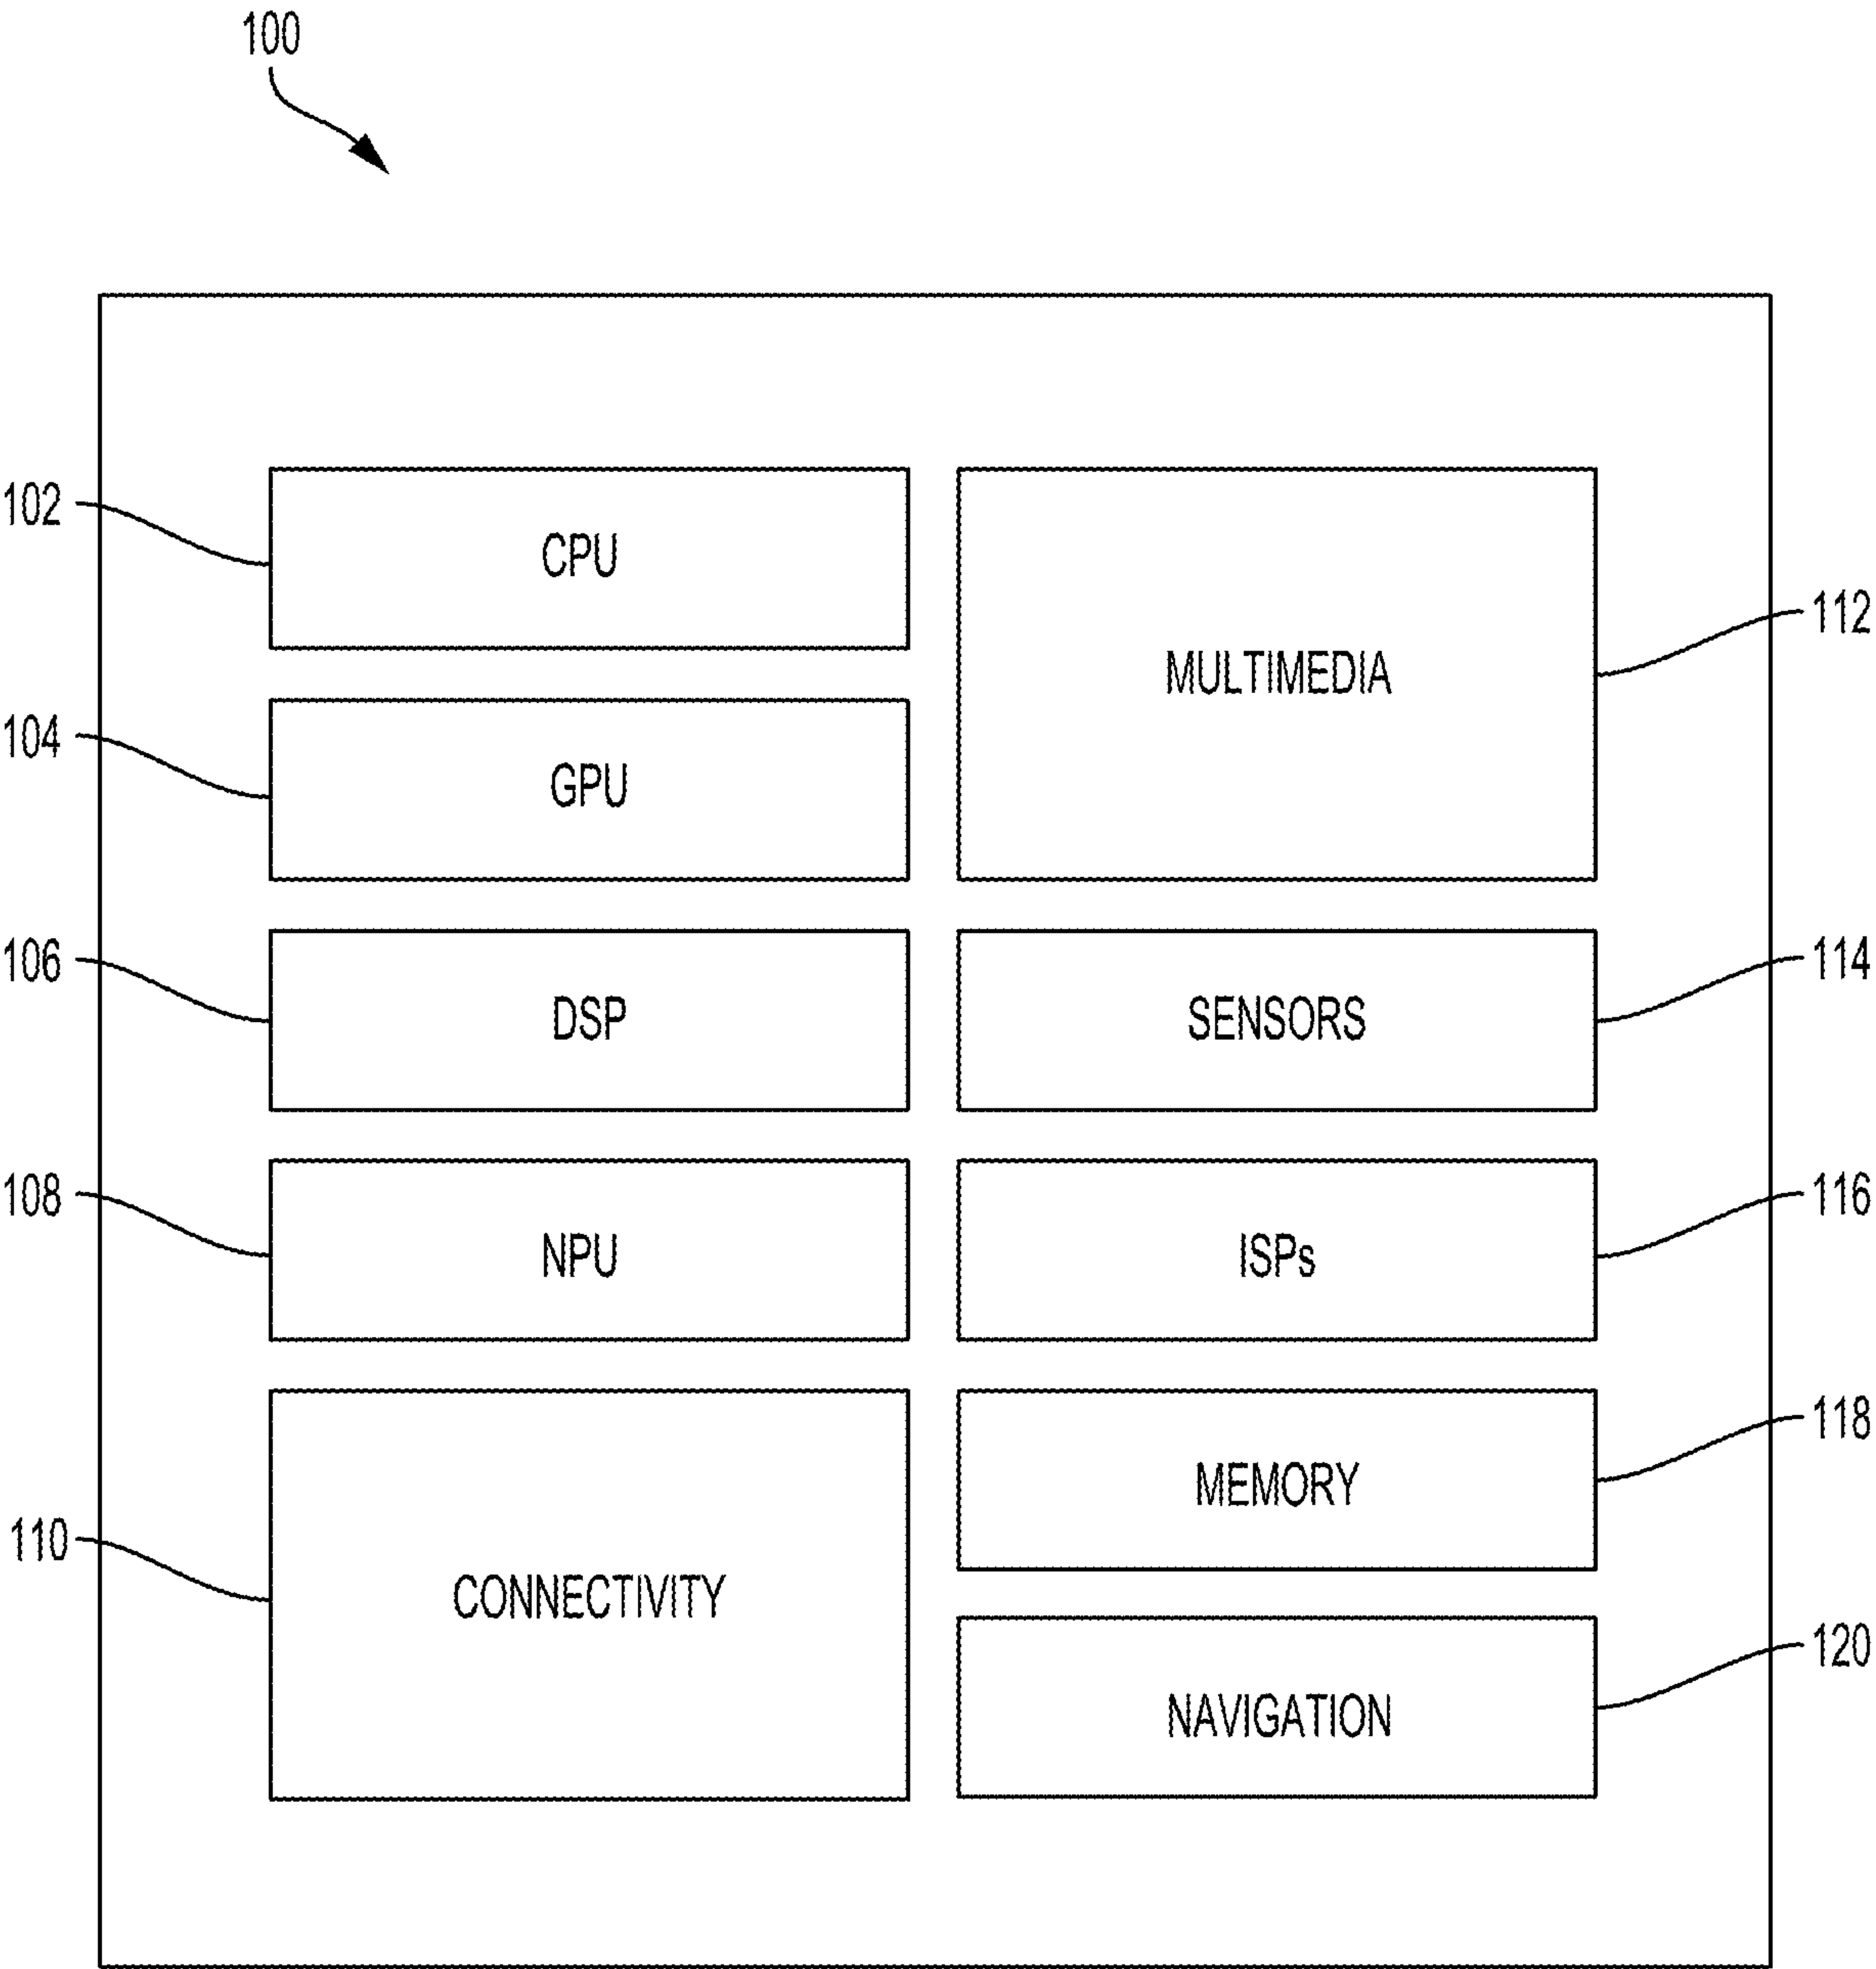 100
102
CPU
MULTIMEDIA
112
104
GPU
106
DSP
SENSORS
114
108
NPU
ISPs
116
110
CONNECTIVITY
MEMORY
118
NAVIGATION
120